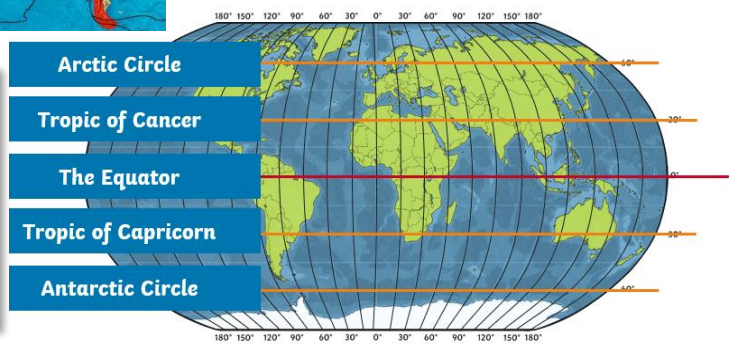 180° 150° 120° 90° 60° 30° 0° 30° 60° 90° 120° 150° 180°
Arctic Circle
60°
Tropic of Cancer
30°
The Equator
0°
Tropic of Capricorn
30°
Antarctic Circle
60°
180° 150° 120° 90° 60° 30° 0° 30° 60° 90° 120° 150° 180°